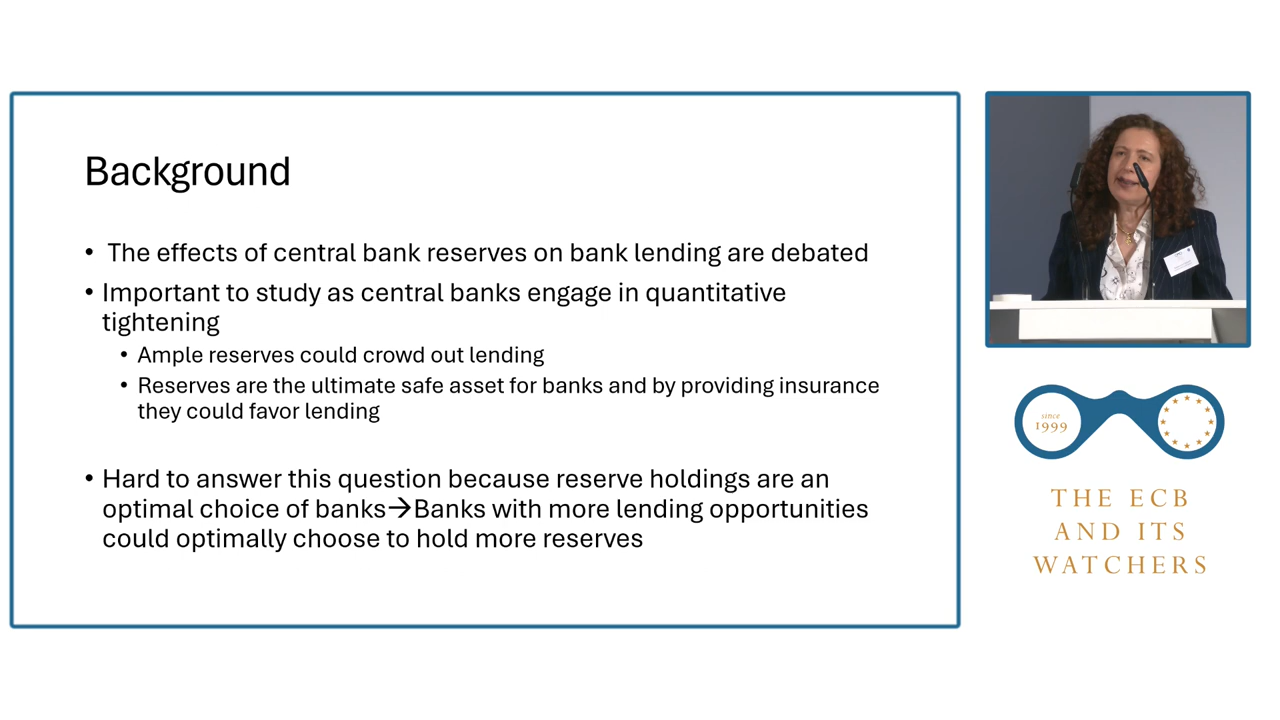 Background
• The effects of central bank reserves on bank lending are debated
• Important to study as central banks engage in quantitative
tightening
• Ample reserves could crowd out lending
• Reserves are the ultimate safe asset for banks and by providing insurance
they could favor lending
• Hard to answer this question because reserve holdings are an
optimal choice of banks→Banks with more lending opportunities
could optimally choose to hold more reserves
since
1999
THE ECB
AND ITS
WATCHERS